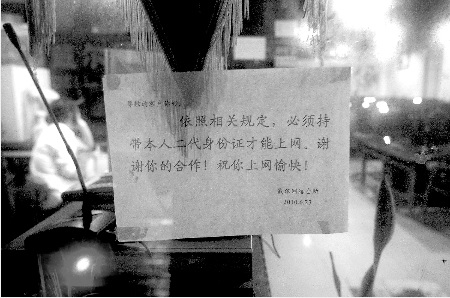 依照相关规定，必须持
带本人二代身份证才能上网、谢
谢你的合作！祝你上网愉快！